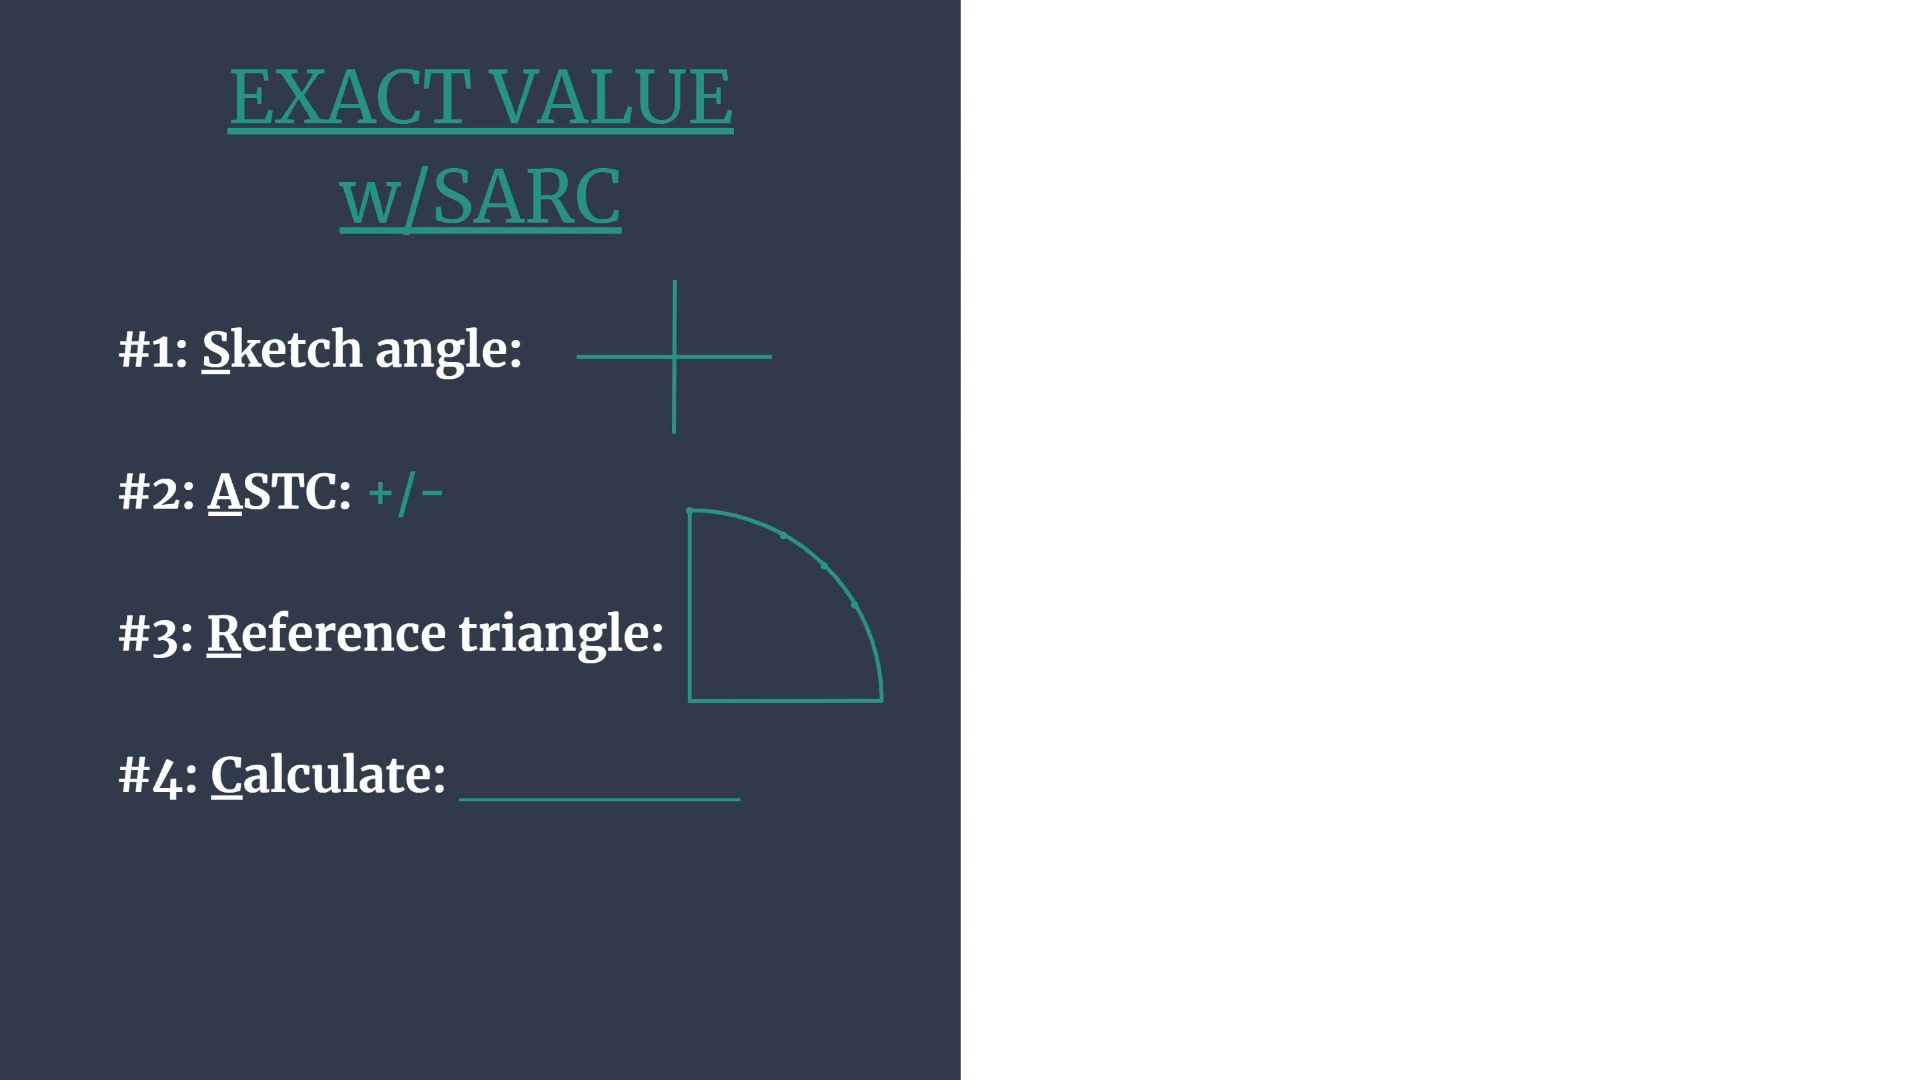 EXACT VALUE
w/SARC
#1: Sketch angle:
#2: ASTC: +/-
#3: Reference triangle:
#4: Calculate: